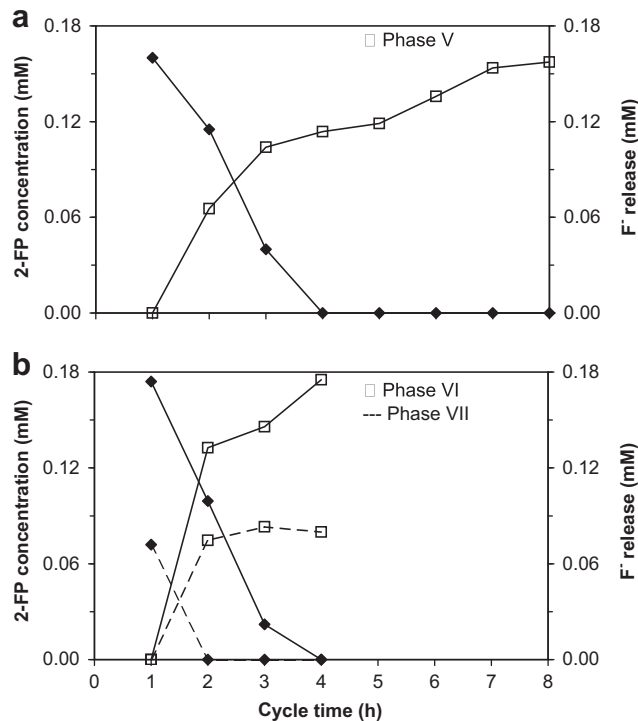 a
0.18
0.12
0.06
0.00
2-FP concentration (mM)
□ Phase V
0.18
0.12
0.06
0.00
F⁻ release (mM)
b
0.18
0.12
0.06
0.00
2-FP concentration (mM)
□ Phase VI
--- Phase VII
0.18
0.12
0.06
0.00
F⁻ release (mM)
0 1 2 3 4 5 6 7 8
Cycle time (h)